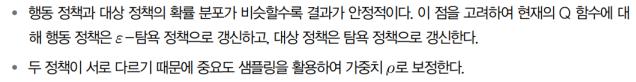 • 행동 정책과 대상 정책의 확률 분포가 비슷할수록 결과가 안정적이다. 이 점을 고려하여 현재의 Q 함수에 대
해 행동 정책은 ε-탐욕 정책으로 갱신하고, 대상 정책은 탐욕 정책으로 갱신한다.
• 두 정책이 서로 다르기 때문에 중요도 샘플링을 활용하여 가중치 ρ로 보정한다.